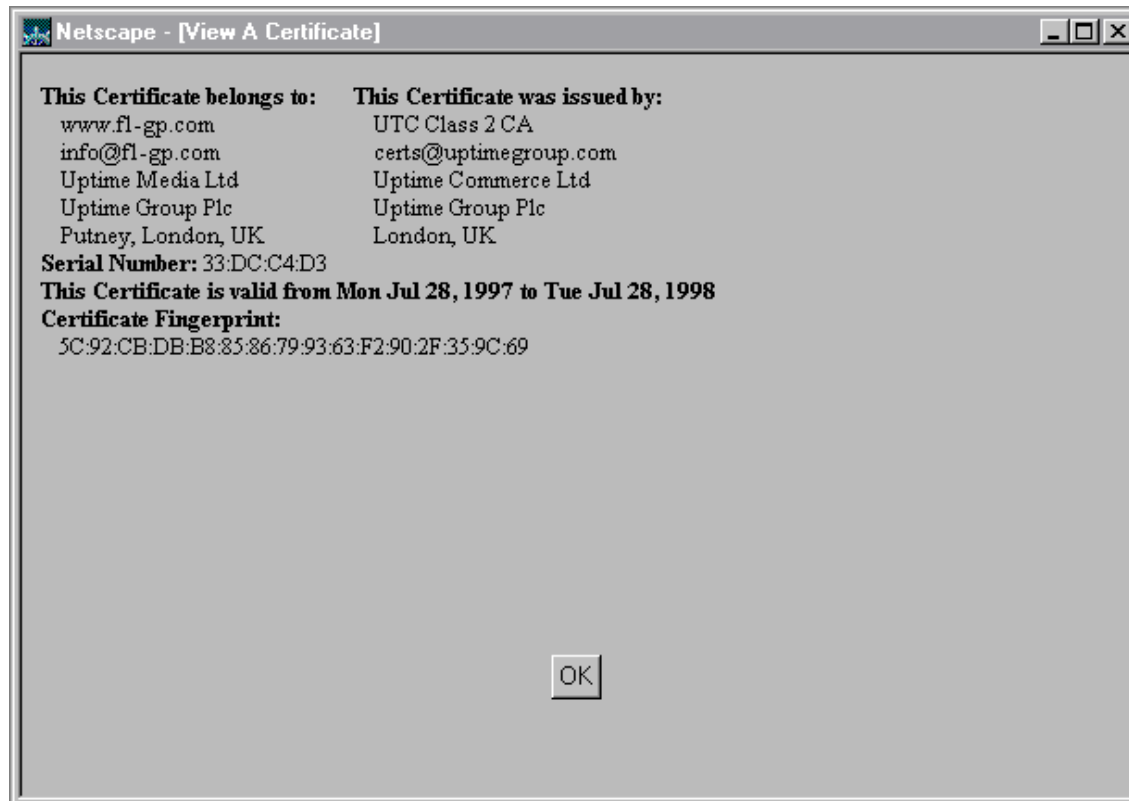 Netscape - [View A Certificate]
This Certificate belongs to: This Certificate was issued by:
www.f1-gp.com UTC Class 2 CA
info@f1-gp.com certs@uptimegroup.com
Uptime Media Ltd Uptime Commerce Ltd
Uptime Group Plc Uptime Group Plc
Putney, London, UK London, UK
Serial Number: 33:DC:C4:D3
This Certificate is valid from Mon Jul 28, 1997 to Tue Jul 28, 1998
Certificate Fingerprint:
5C:92:CB:DB:B8:85:86:79:93:63:F2:90:2F:35:9C:69
OK